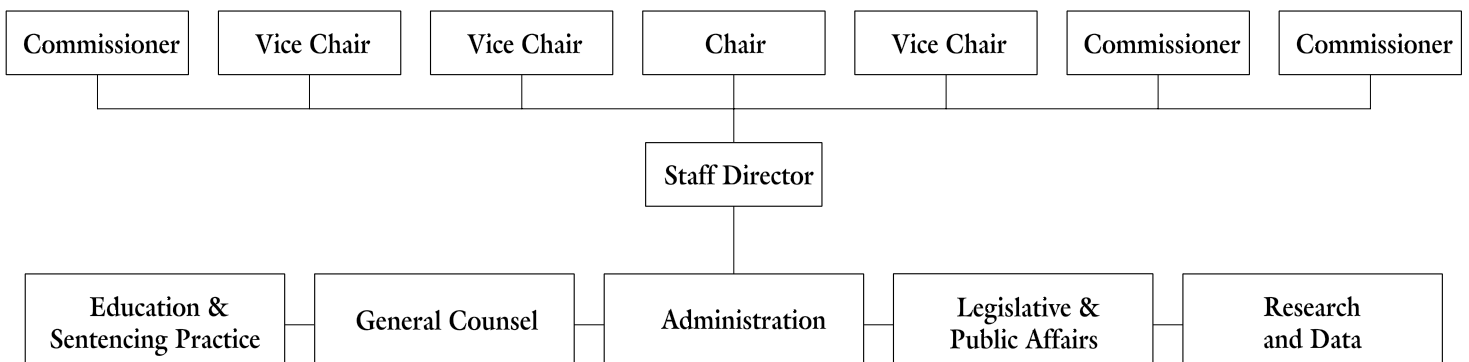 Commissioner
Vice Chair
Vice Chair
Chair
Vice Chair
Commissioner
Commissioner
Staff Director
Education &
Sentencing Practice
General Counsel
Administration
Legislative &
Public Affairs
Research
and Data